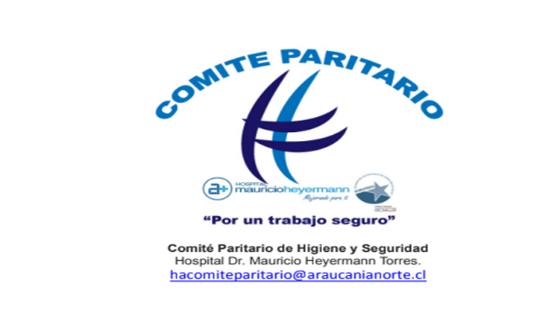 COMITE PARITARIO
a+
HOSPITAL
mauricioheyermann
Mejorando para ti
"Por un trabajo seguro"
Comité Paritario de Higiene y Seguridad
Hospital Dr. Mauricio Heyermann Torres.
hacomiteparitario@araucanianorte.cl